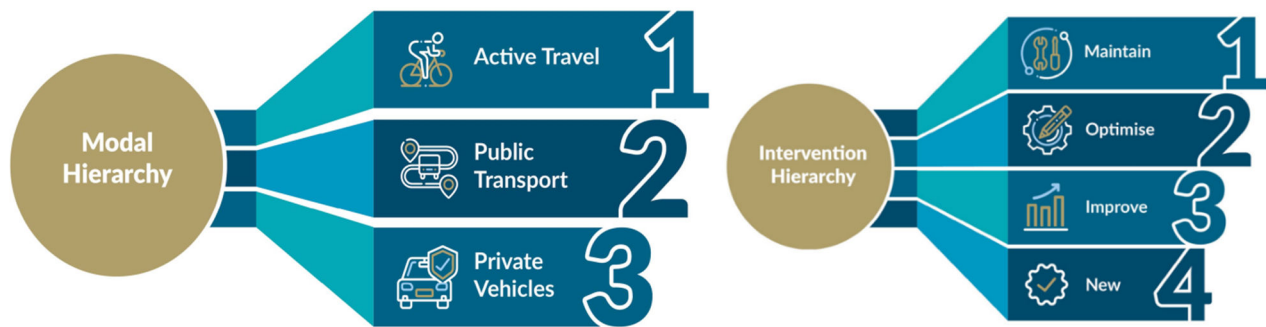 Modal
Hierarchy
Active Travel
1
Public
Transport
2
Private
Vehicles
3
Intervention
Hierarchy
Maintain
1
Optimise
2
Improve
3
New
4